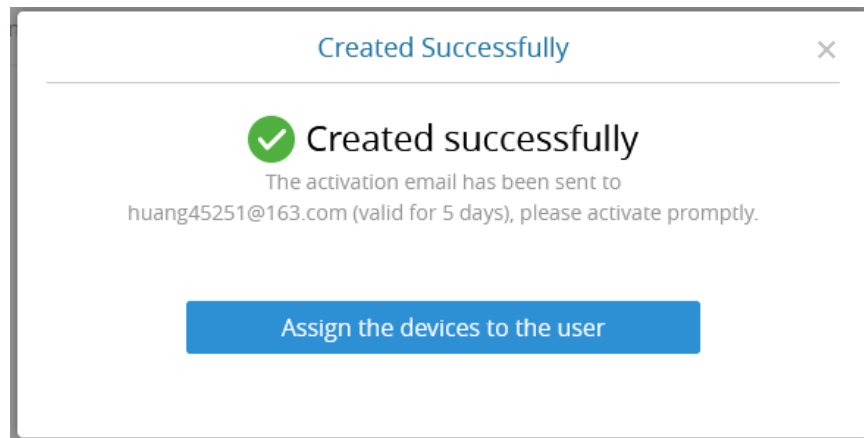 Created Successfully
Created successfully
The activation email has been sent to
huang45251@163.com (valid for 5 days), please activate promptly.
Assign the devices to the user